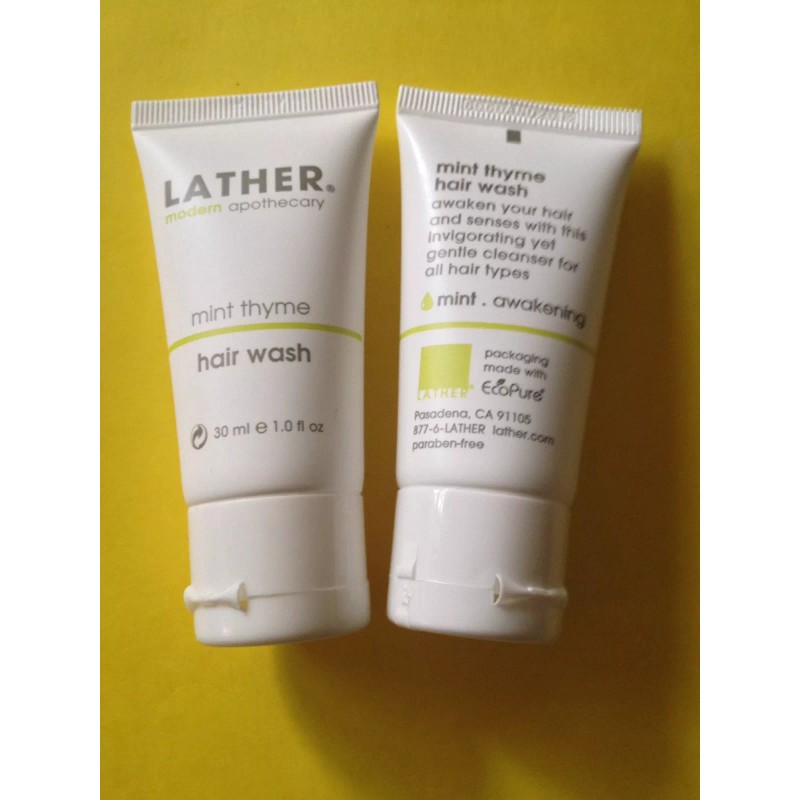 LATHER®
modern apothecary
mint thyme
hair wash
30 ml e 1.0 fl oz
mint thyme
hair wash
awaken your hair
and senses with this
invigorating yet
gentle cleanser for
all hair types
mint . awakening
LATHER®
packaging
made with
EcoPure®
Pasadena, CA 91105
877-6-LATHER lather.com
paraben-free